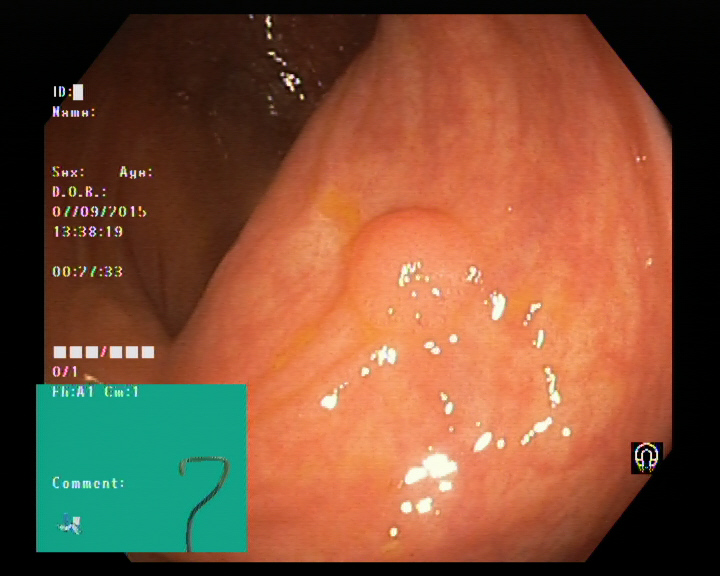 ID:
Name:
Sex: Age:
D.O.B.:
07/09/2015
13:38:19
00:27:33
/
0/1
Eh:A1 Cm:1
Comment: